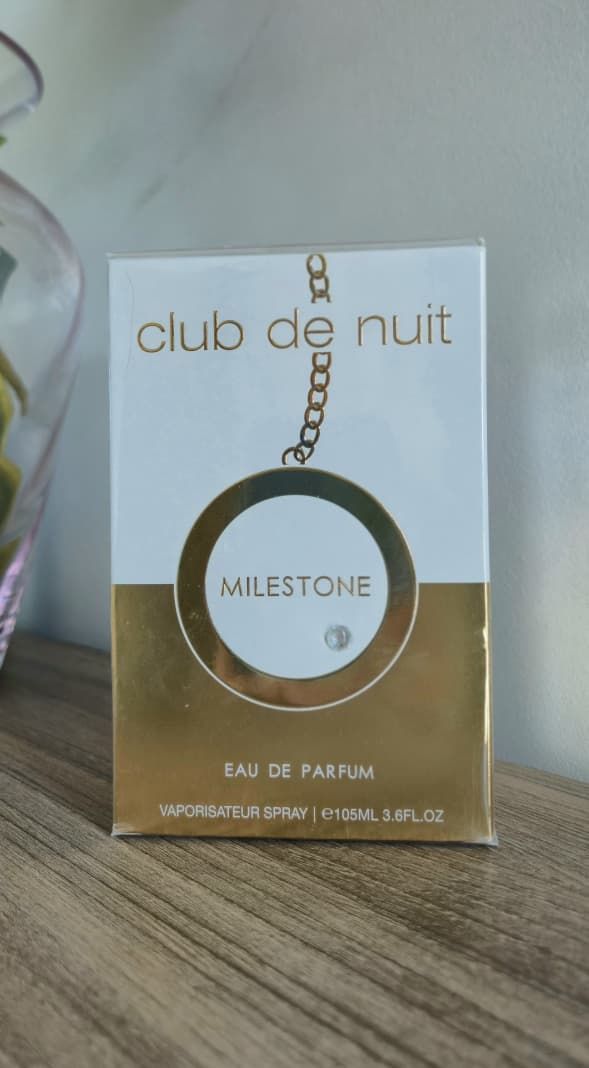 club de nuit
MILESTONE
EAU DE PARFUM
VAPORISATEUR SPRAY | ℮105ML 3.6FL.OZ